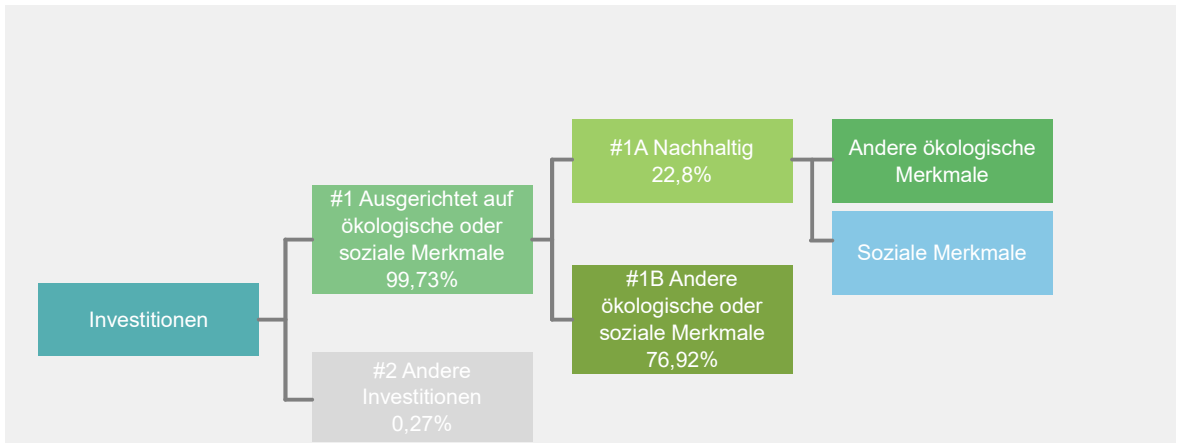 Investitionen
#1 Ausgerichtet auf
ökologische oder
soziale Merkmale
99,73%
#2 Andere
Investitionen
0,27%
#1A Nachhaltig
22,8%
#1B Andere
ökologische oder
soziale Merkmale
76,92%
Andere ökologische
Merkmale
Soziale Merkmale